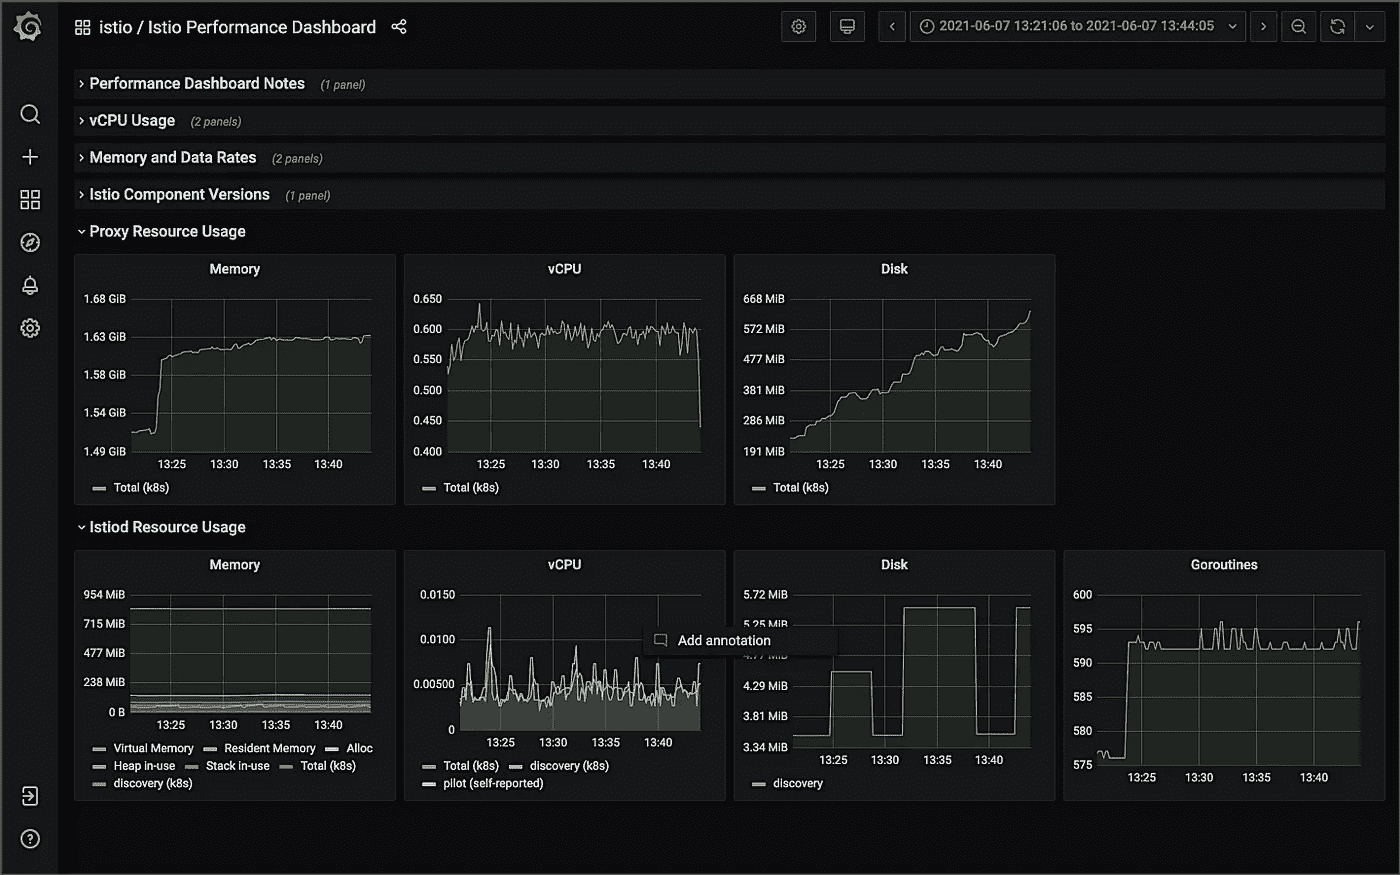 istio / Istio Performance Dashboard
2021-06-07 13:21:06 to 2021-06-07 13:44:05
Performance Dashboard Notes (1 panel)
vCPU Usage (2 panels)
Memory and Data Rates (2 panels)
Istio Component Versions (1 panel)
Proxy Resource Usage
Memory
1.68 GiB
1.63 GiB
1.58 GiB
1.54 GiB
1.49 GiB
13:25 13:30 13:35 13:40
Total (k8s)
vCPU
0.650
0.600
0.550
0.500
0.450
0.400
13:25 13:30 13:35 13:40
Total (k8s)
Disk
668 MiB
572 MiB
477 MiB
381 MiB
286 MiB
191 MiB
13:25 13:30 13:35 13:40
Total (k8s)
Istiod Resource Usage
Memory
954 MiB
715 MiB
477 MiB
238 MiB
0 B
13:25 13:30 13:35 13:40
Virtual Memory Resident Memory Alloc
Heap in-use Stack in-use Total (k8s)
discovery (k8s)
vCPU
0.0150
0.0100
0.00500
0
13:25 13:30 13:35 13:40
Total (k8s) discovery (k8s)
pilot (self-reported)
Add annotation
Disk
5.72 MiB
5.25 MiB
4.77 MiB
4.29 MiB
3.81 MiB
3.34 MiB
13:25 13:30 13:35 13:40
discovery
Goroutines
600
595
590
585
580
575
13:25 13:30 13:35 13:40